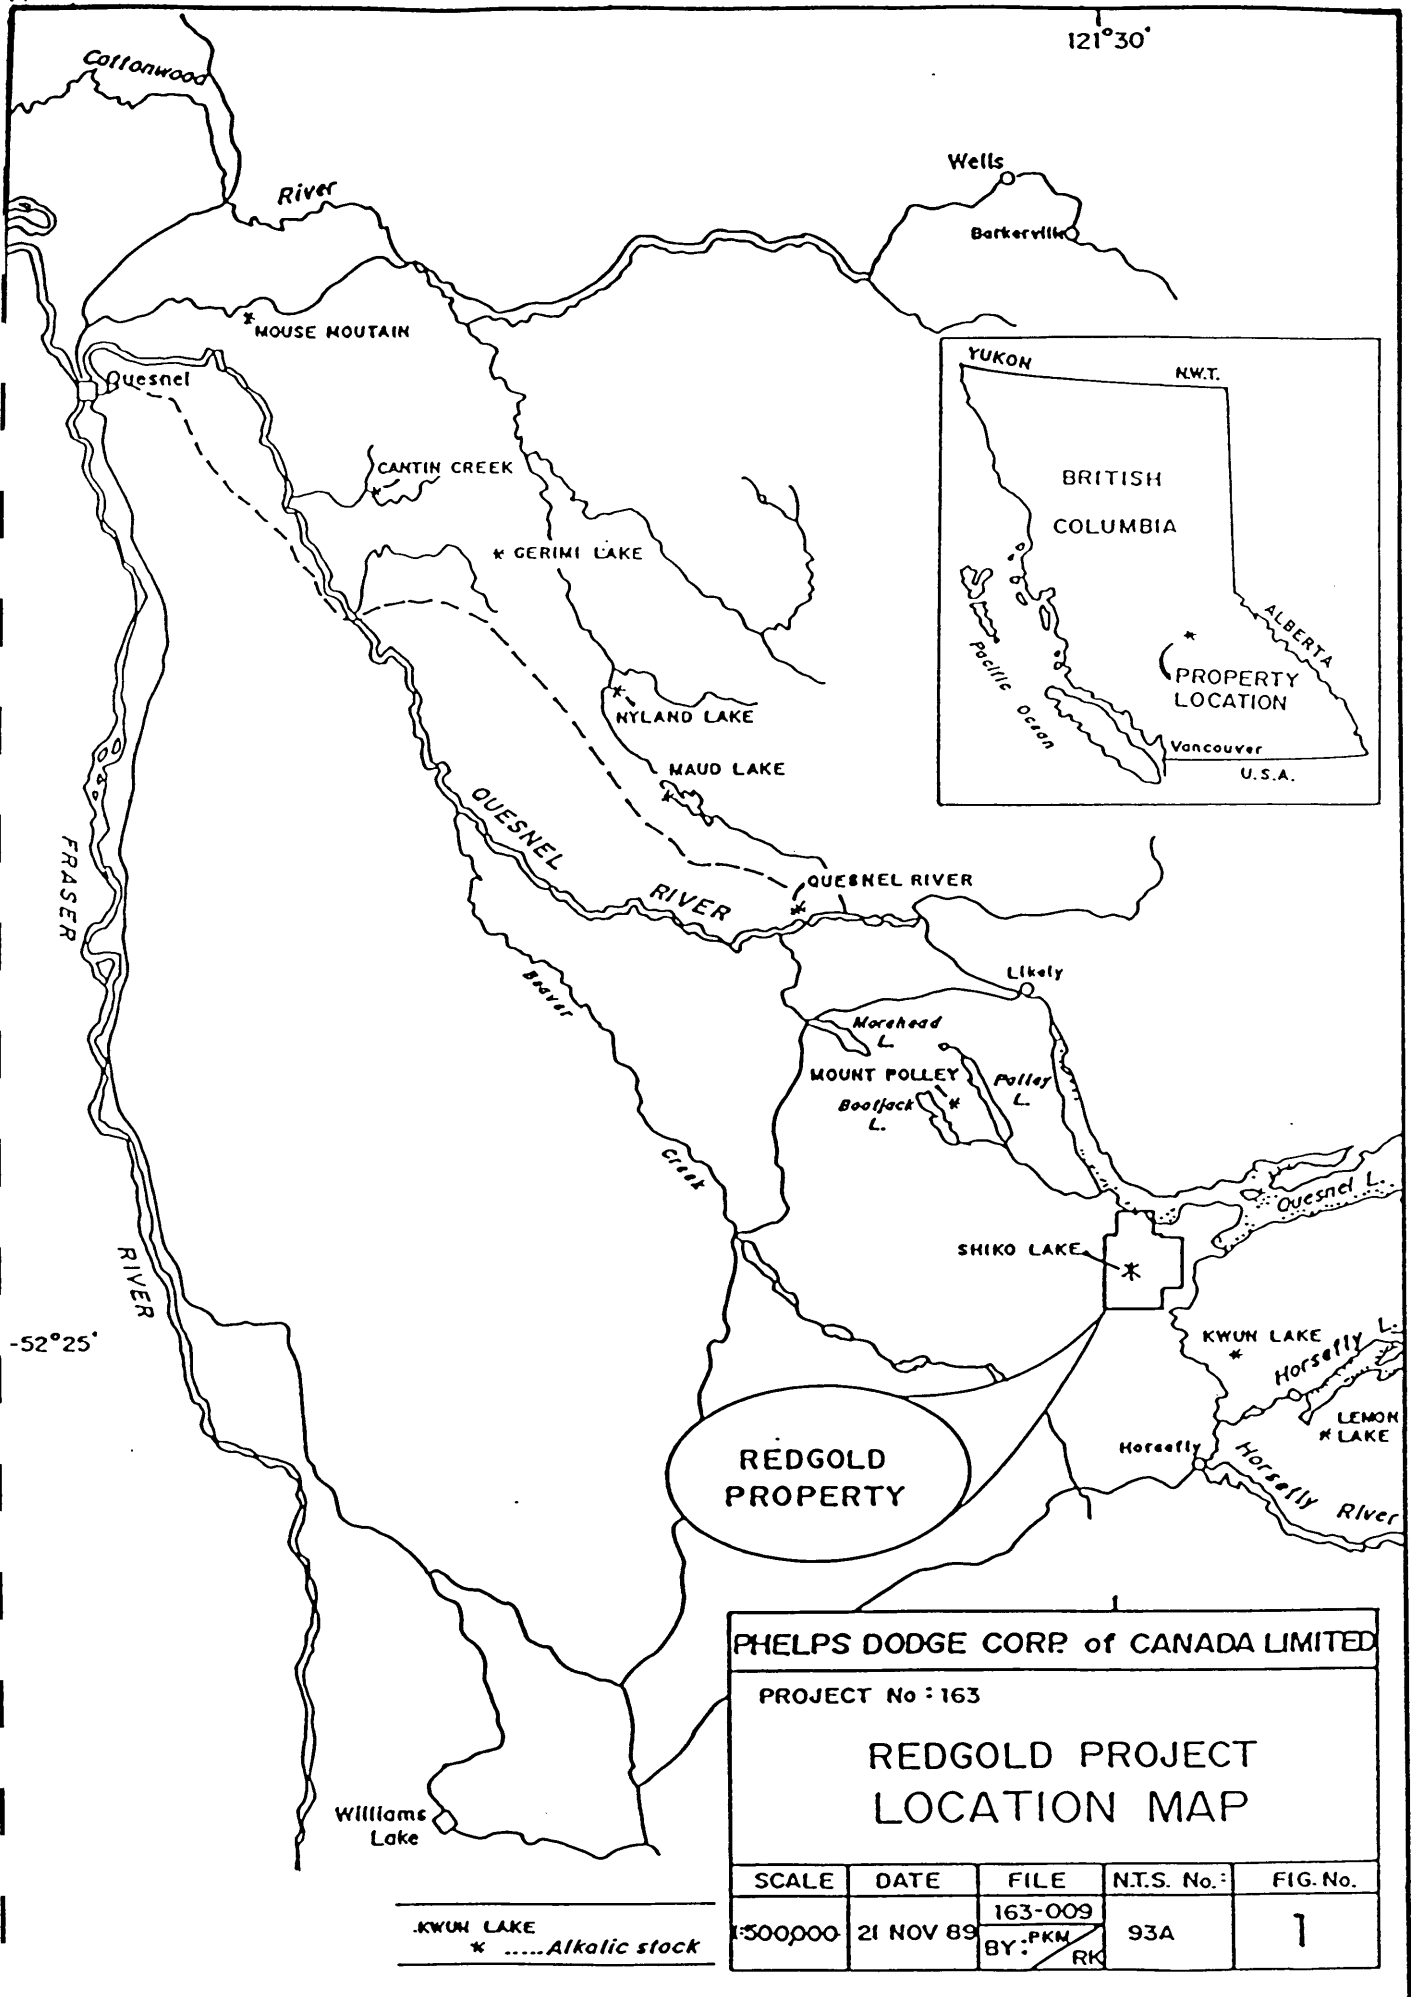 121°30'
Cottonwood
River
Wells
Barkerville
MOUSE MOUTAIN
Quesnel
CANTIN CREEK
GERIMI LAKE
NYLAND LAKE
MAUD LAKE
QUESNEL
RIVER
QUESNEL RIVER
YUKON
N.W.T.
BRITISH
COLUMBIA
ALBERTA
Pacific Ocean
PROPERTY
LOCATION
Vancouver
U.S.A.
FRASER
RIVER
Beaver
Creek
Likely
Morehead
L.
MOUNT POLLEY
Polley
L.
Bootjack
L.
Quesnel L.
SHIKO LAKE
-52°25'
KWUN LAKE
Horsefly L.
LEMON
LAKE
Horsefly
Horsefly River
REDGOLD
PROPERTY
Williams
Lake
KWUN LAKE
* .....Alkalic stock
PHELPS DODGE CORP. of CANADA LIMITED
PROJECT No : 163
REDGOLD PROJECT
LOCATION MAP
SCALE DATE FILE N.T.S. No.: FIG. No.
1:500,000 21 NOV 89 163-009 93A 1
BY: PKM/RK